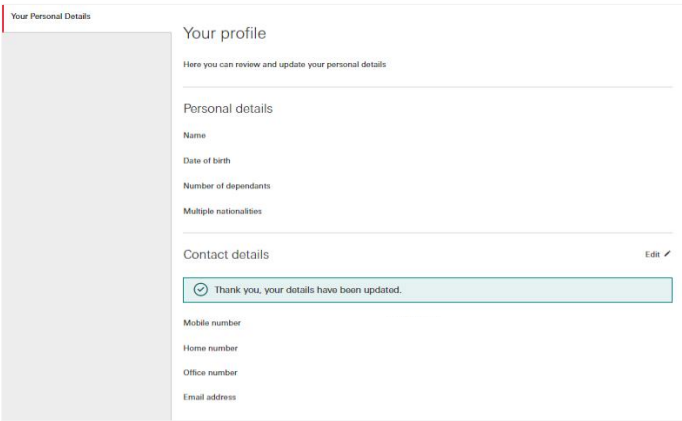 Your Personal Details
Your profile
Here you can review and update your personal details
Personal details
Name
Date of birth
Number of dependants
Multiple nationalities
Contact details
Edit
Thank you, your details have been updated.
Mobile number
Home number
Office number
Email address